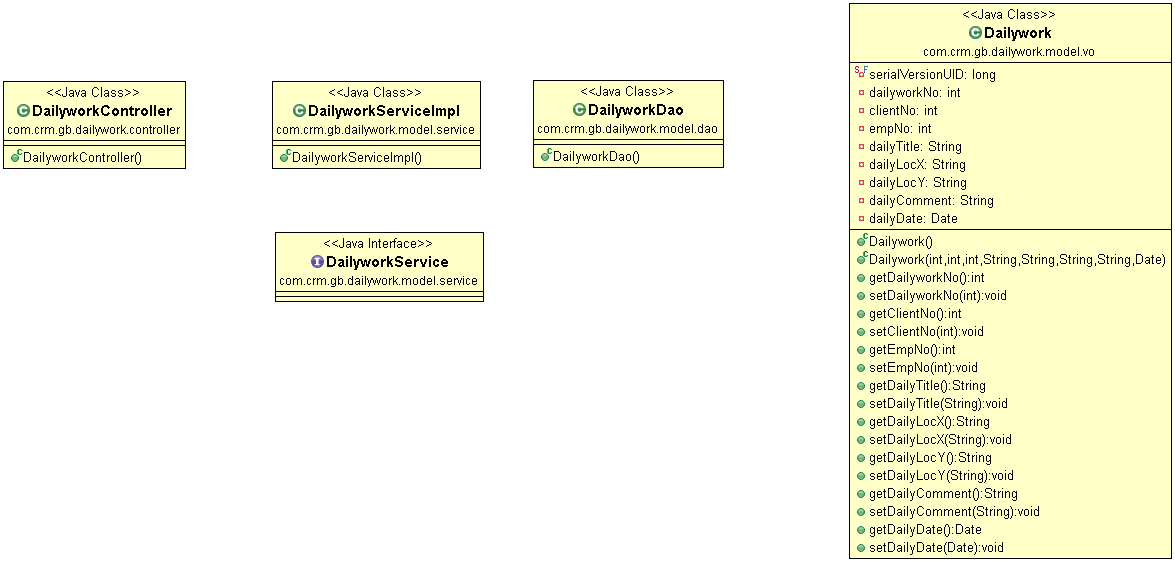 <<Java Class>>
DailyworkController
com.crm.gb.dailywork.controller
DailyworkController()
<<Java Class>>
DailyworkServiceImpl
com.crm.gb.dailywork.model.service
DailyworkServiceImpl()
<<Java Class>>
DailyworkDao
com.crm.gb.dailywork.model.dao
DailyworkDao()
<<Java Interface>>
DailyworkService
com.crm.gb.dailywork.model.service
<<Java Class>>
Dailywork
com.crm.gb.dailywork.model.vo
serialVersionUID: long
dailyworkNo: int
clientNo: int
empNo: int
dailyTitle: String
dailyLocX: String
dailyLocY: String
dailyComment: String
dailyDate: Date
Dailywork()
Dailywork(int,int,int,String,String,String,String,Date)
getDailyworkNo():int
setDailyworkNo(int):void
getClientNo():int
setClientNo(int):void
getEmpNo():int
setEmpNo(int):void
getDailyTitle():String
setDailyTitle(String):void
getDailyLocX():String
setDailyLocX(String):void
getDailyLocY():String
setDailyLocY(String):void
getDailyComment():String
setDailyComment(String):void
getDailyDate():Date
setDailyDate(Date):void